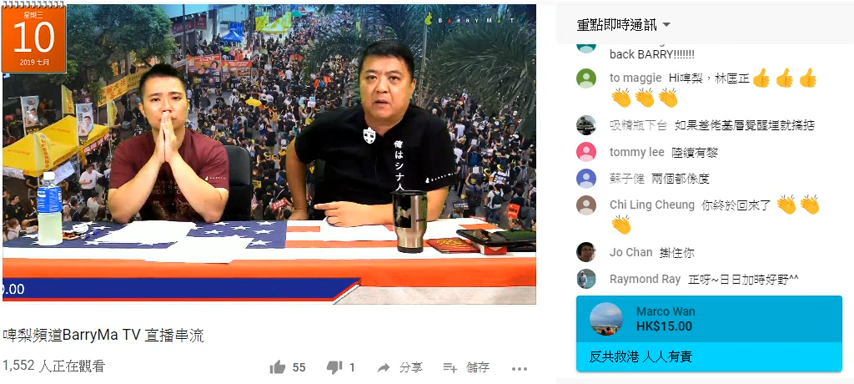 星期三
10
2019 七月
BarryMaT
俺はシナ人
啤梨頻道BarryMa TV 直播串流
1,552 人正在觀看
55
1
分享
儲存
重點即時通訊
back BARRY!!!!!!!
to maggie Hi啤梨，林匡正👍👍👍
👏👏👏
吸精瓶下台 如果爸佬基層覺醒埋就搞掂
tommy lee 陸續有黎
蘇子健 兩個都係度
Chi Ling Cheung 你終於回來了 👏👏
👏
Jo Chan 掛住你
Raymond Ray 正呀~日日加時好野^^
Marco Wan
HK$15.00
反共救港 人人有責